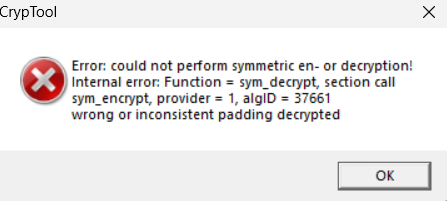 CrypTool
Error: could not perform symmetric en- or decryption!
Internal error: Function = sym_decrypt, section call
sym_encrypt, provider = 1, algID = 37661
wrong or inconsistent padding decrypted
OK